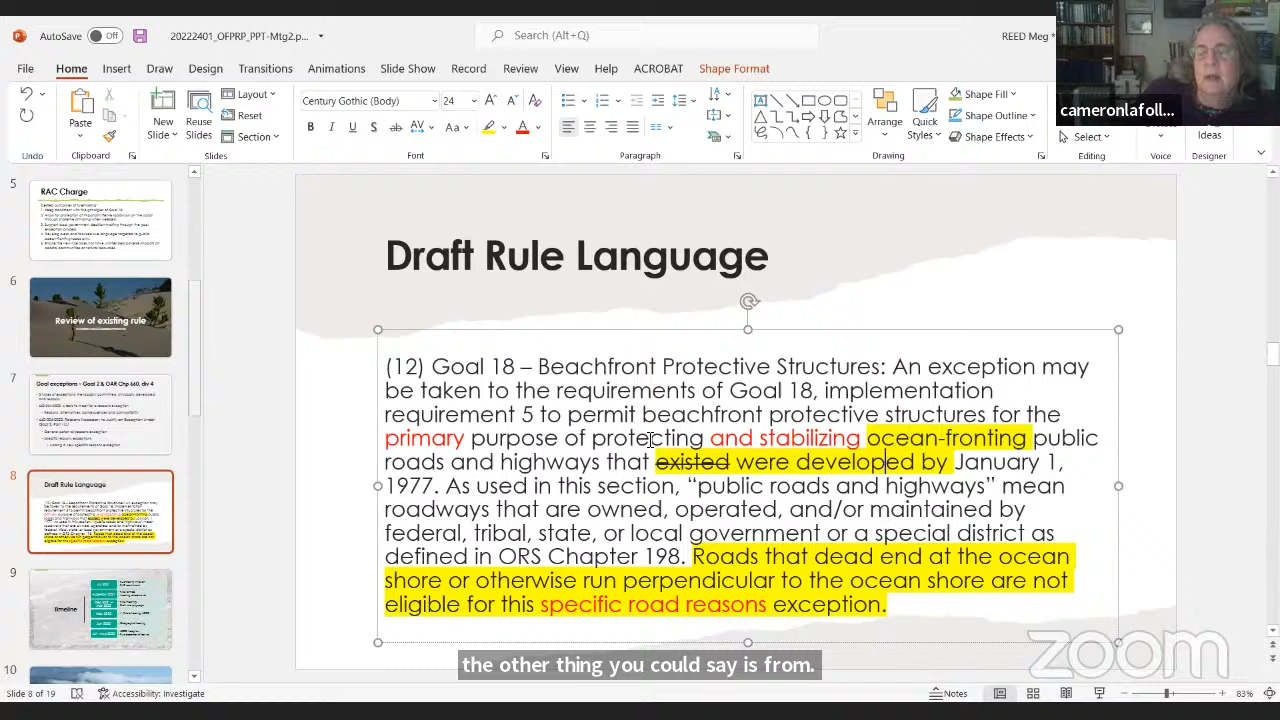 AutoSave
Off
20222401_OFPRP_PPT-Mtg2.p...
Search (Alt+Q)
REED Meg
File
Home
Insert
Draw
Design
Transitions
Animations
Slide Show
Record
Review
View
Help
ACROBAT
Shape Format
Paste
New Slide
Reuse Slides
Layout
Reset
Section
Century Gothic (Body)
24
B I U S ab AV Aa A
Arrange
Quick Styles
Shape Fill
Shape Outline
Shape Effects
Select
Ideas
Undo
Clipboard
Slides
Font
Paragraph
Drawing
Editing
Voice
Designer
cameronlafoll...
5
RAC Charge
6
Review of existing rule
7
Goal exceptions – Goal 2 & OAR Chp 660, div 4
8
Draft Rule Language
9
Timeline
10
Draft Rule Language
(12) Goal 18 – Beachfront Protective Structures: An exception may
be taken to the requirements of Goal 18, implementation
requirement 5 to permit beachfront protective structures for the
primary purpose of protecting and stabilizing ocean-fronting public
roads and highways that existed were developed by January 1,
1977. As used in this section, “public roads and highways” mean
roadways that are owned, operated, and/or maintained by
federal, tribal, state, or local government or a special district as
defined in ORS Chapter 198. Roads that dead end at the ocean
shore or otherwise run perpendicular to the ocean shore are not
eligible for this specific road reasons exception.
the other thing you could say is from.
zoom
Slide 8 of 19
Accessibility: Investigate
Notes
83%